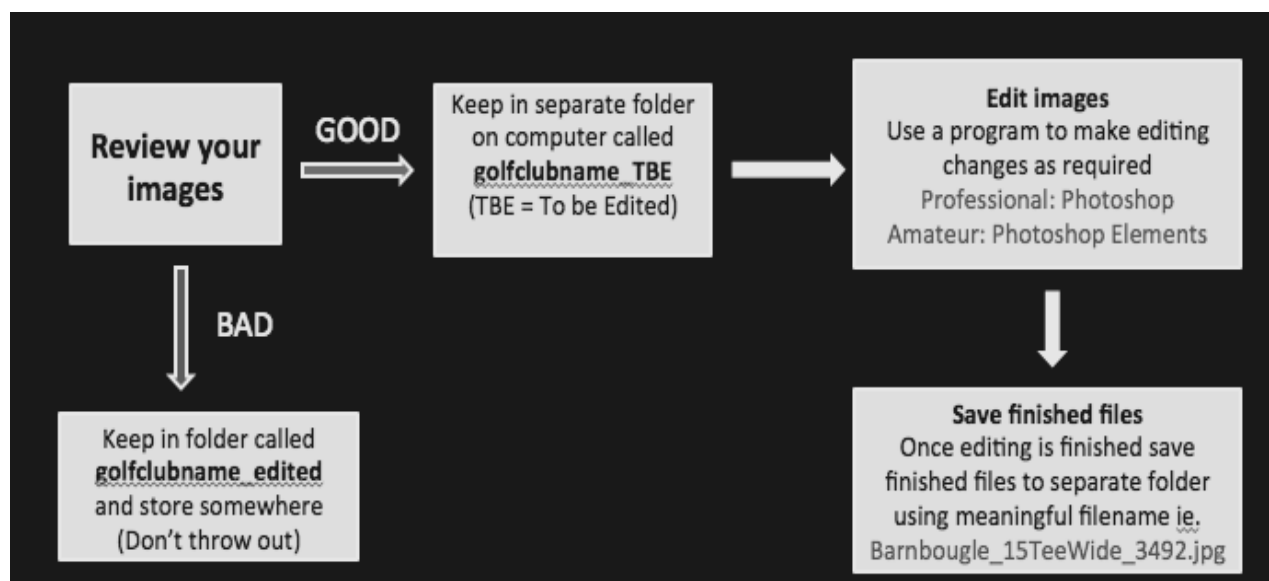 Review your
images
GOOD
Keep in separate folder
on computer called
golfclubname_TBE
(TBE = To be Edited)
Edit images
Use a program to make editing
changes as required
Professional: Photoshop
Amateur: Photoshop Elements
BAD
Keep in folder called
golfclubname_edited
and store somewhere
(Don't throw out)
Save finished files
Once editing is finished save
finished files to separate folder
using meaningful filename ie.
Barnbougle_15TeeWide_3492.jpg